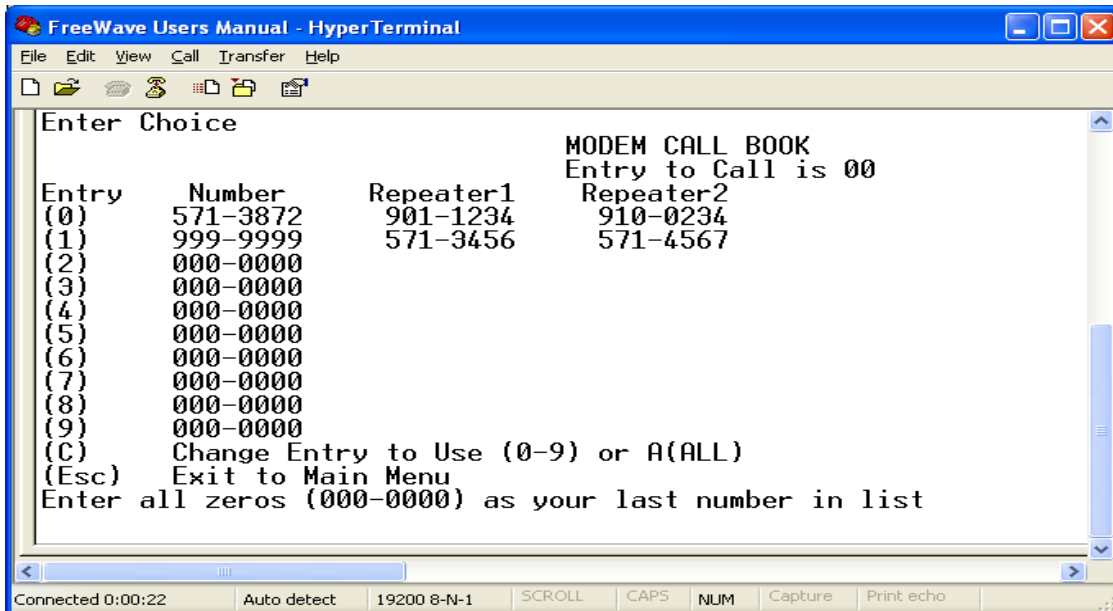 FreeWave Users Manual - HyperTerminal
File Edit View Call Transfer Help
Enter Choice
MODEM CALL BOOK
Entry to Call is 00
Entry Number Repeater1 Repeater2
(0) 571-3872 901-1234 910-0234
(1) 999-9999 571-3456 571-4567
(2) 000-0000
(3) 000-0000
(4) 000-0000
(5) 000-0000
(6) 000-0000
(7) 000-0000
(8) 000-0000
(9) 000-0000
(C) Change Entry to Use (0-9) or A(ALL)
(Esc) Exit to Main Menu
Enter all zeros (000-0000) as your last number in list
Connected 0:00:22 Auto detect 19200 8-N-1 SCROLL CAPS NUM Capture Print echo